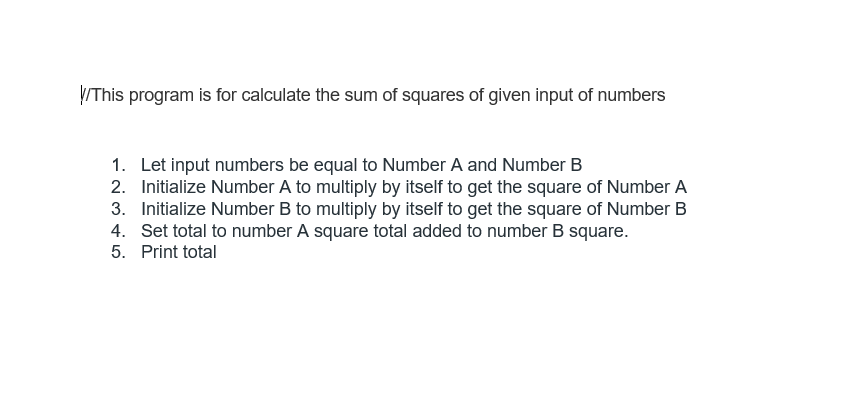 //This program is for calculate the sum of squares of given input of numbers
1. Let input numbers be equal to Number A and Number B
2. Initialize Number A to multiply by itself to get the square of Number A
3. Initialize Number B to multiply by itself to get the square of Number B
4. Set total to number A square total added to number B square.
5. Print total